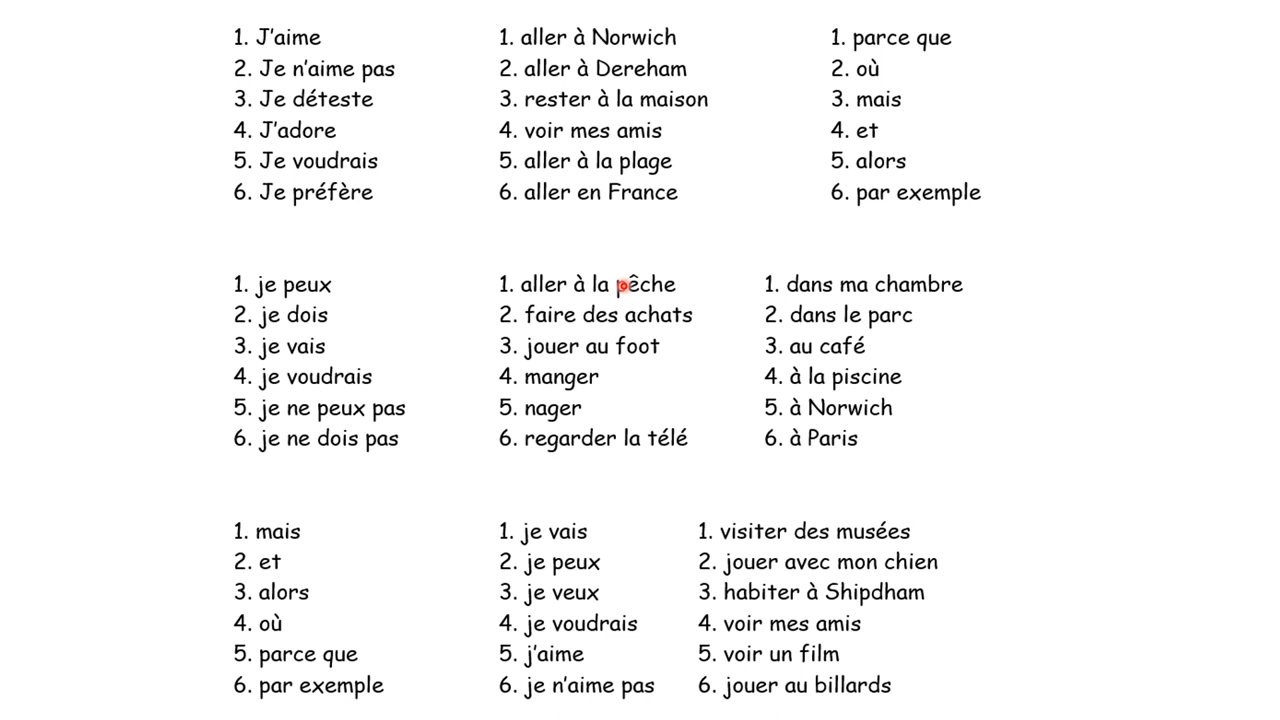 1. J'aime 1. aller à Norwich 1. parce que
2. Je n'aime pas 2. aller à Dereham 2. où
3. Je déteste 3. rester à la maison 3. mais
4. J'adore 4. voir mes amis 4. et
5. Je voudrais 5. aller à la plage 5. alors
6. Je préfère 6. aller en France 6. par exemple
1. je peux 1. aller à la pêche 1. dans ma chambre
2. je dois 2. faire des achats 2. dans le parc
3. je vais 3. jouer au foot 3. au café
4. je voudrais 4. manger 4. à la piscine
5. je ne peux pas 5. nager 5. à Norwich
6. je ne dois pas 6. regarder la télé 6. à Paris
1. mais 1. je vais 1. visiter des musées
2. et 2. je peux 2. jouer avec mon chien
3. alors 3. je veux 3. habiter à Shipdham
4. où 4. je voudrais 4. voir mes amis
5. parce que 5. j'aime 5. voir un film
6. par exemple 6. je n'aime pas 6. jouer au billards